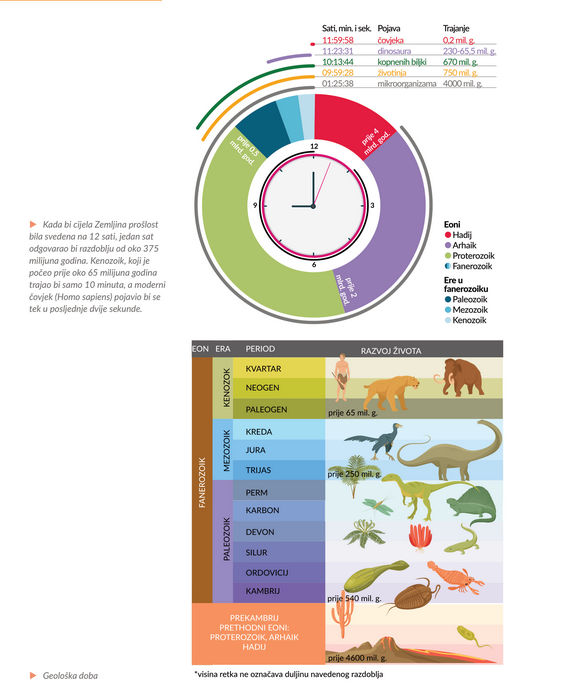 Sati, min. i sek. Pojava Trajanje
11:59:58 čovjeka 0,2 mil. g.
11:23:31 dinosaura 230-65,5 mil. g.
10:13:44 kopnenih biljki 670 mil. g.
09:59:28 životinja 750 mil. g.
01:25:38 mikroorganizama 4000 mil. g.
prije 4
mlrd. god.
prije 0,5
mlrd. god.
prije 2
mlrd. god.
12
3
6
9
Kada bi cijela Zemljina prošlost
bila svedena na 12 sati, jedan sat
odgovarao bi razdoblju od oko 375
milijuna godina. Kenozoik, koji je
počeo prije oko 65 milijuna godina
trajao bi samo 10 minuta, a moderni
čovjek (Homo sapiens) pojavio bi se
tek u posljednje dvije sekunde.
Eoni
Hadij
Arhaik
Proterozoik
Fanerozoik
Ere u
fanerozoiku
Paleozoik
Mezozoik
Kenozoik
EON ERA PERIOD RAZVOJ ŽIVOTA
FANEROZOIK
KENOZOIK
KVARTAR
NEOGEN
PALEOGEN
prije 65 mil. g.
MEZOZOIK
KREDA
JURA
TRIJAS
prije 250 mil. g.
PALEOZOIK
PERM
KARBON
DEVON
SILUR
ORDOVICIJ
KAMBRIJ
prije 540 mil. g.
PREKAMBRIJ
PRETHODNI EONI:
PROTEROZOIK, ARHAIK
HADIJ
prije 4600 mil. g.
Geološka doba
*visina retka ne označava duljinu navedenog razdoblja